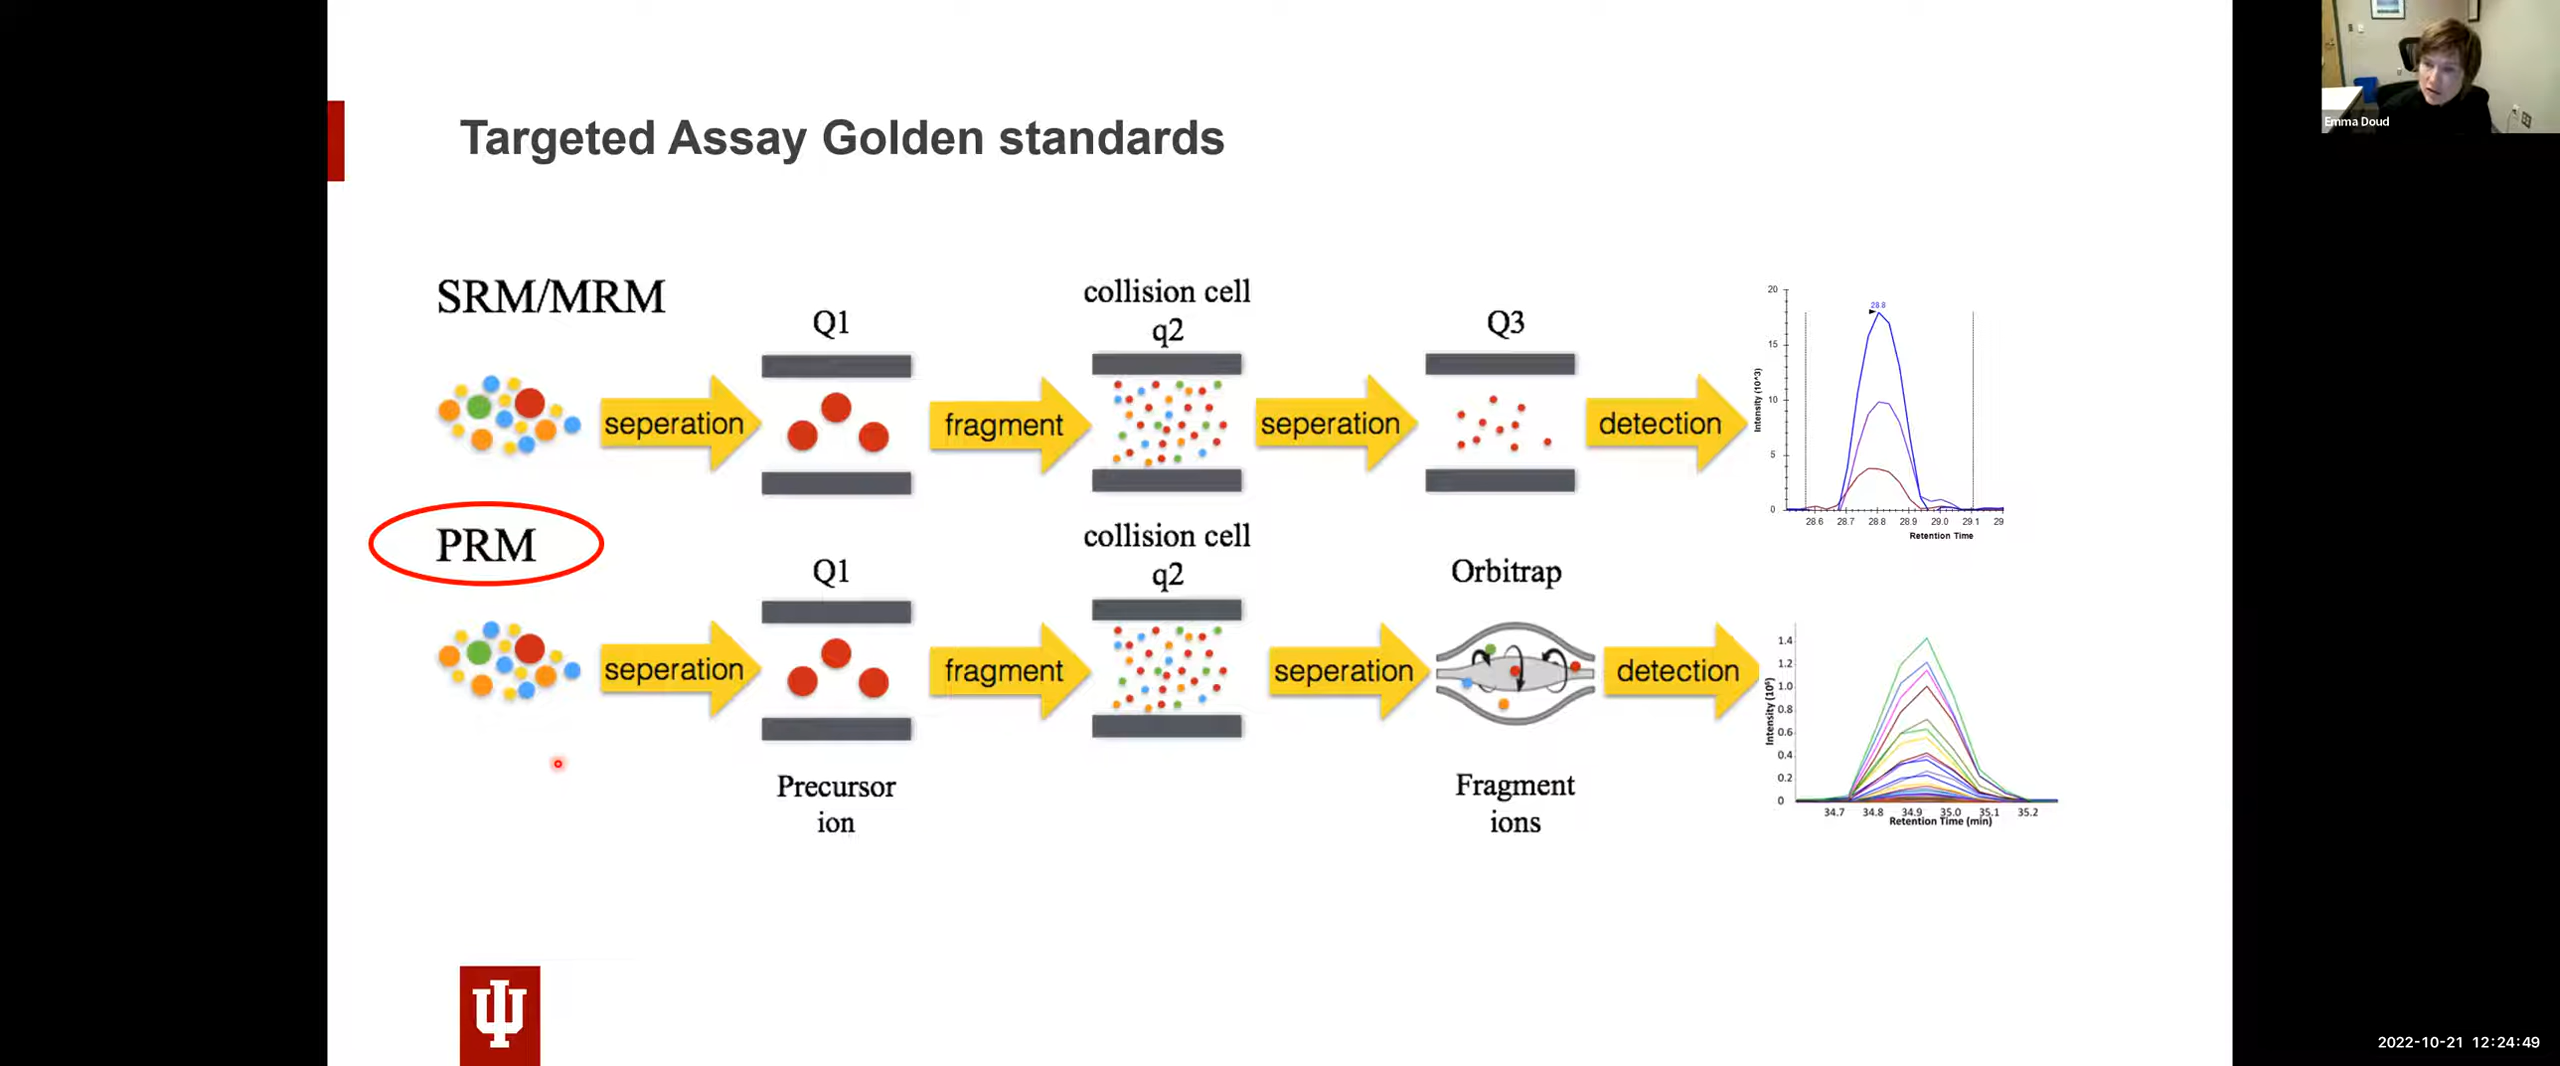 Targeted Assay Golden standards
Emma Doud
SRM/MRM
Q1
collision cell
q2
Q3
seperation
fragment
seperation
detection
Intensity (10^3)
20
15
10
5
0
28.8
28.6 28.7 28.8 28.9 29.0 29.1 29
Retention Time
PRM
Q1
collision cell
q2
Orbitrap
seperation
fragment
seperation
detection
Precursor
ion
Fragment
ions
Intensity (10⁶)
1.4
1.2
1.0
0.8
0.6
0.4
0.2
0
34.7 34.8 34.9 35.0 35.1 35.2
Retention Time (min)
2022-10-21 12:24:49